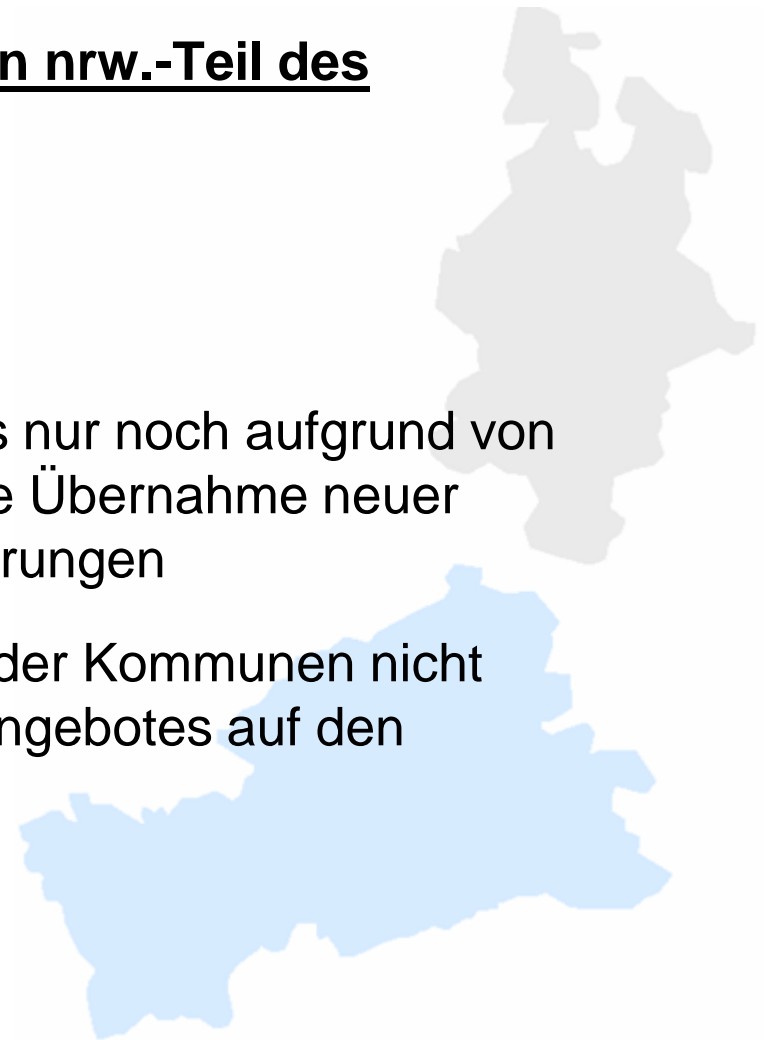 n nrw.-Teil des
s nur noch aufgrund von
e Übernahme neuer
rungen
der Kommunen nicht
ngebotes auf den